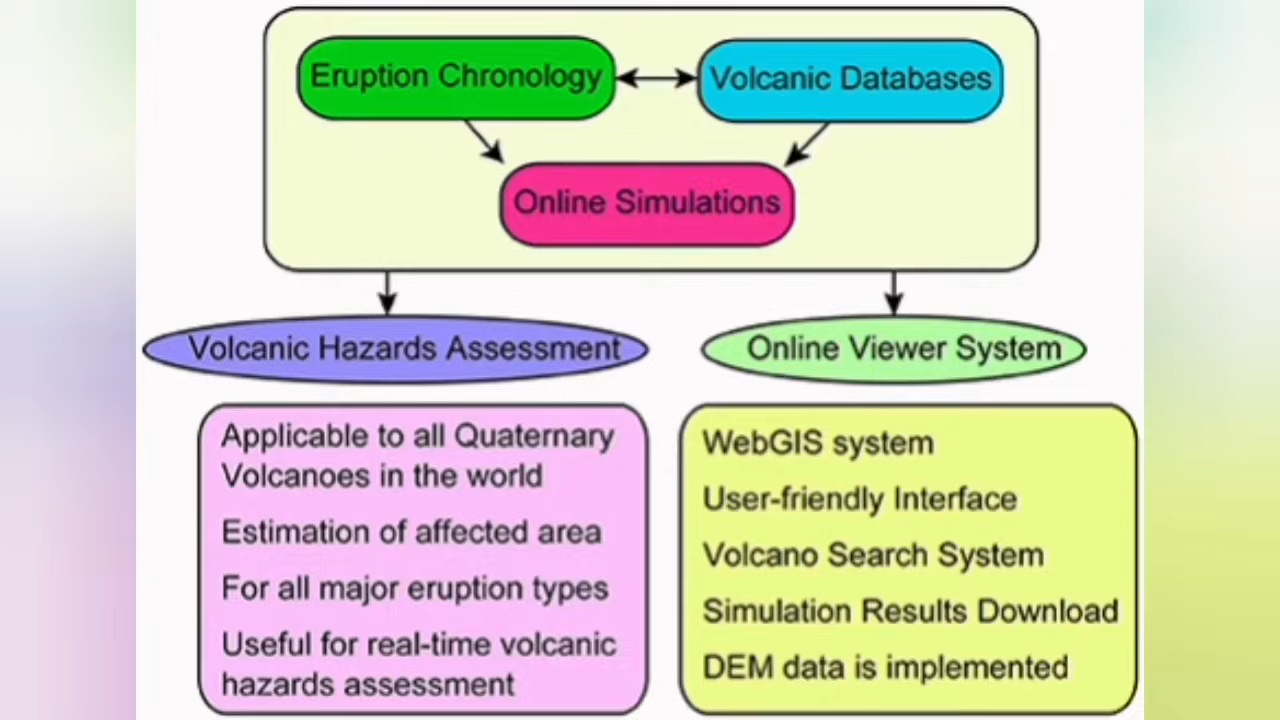 Eruption Chronology
Volcanic Databases
Online Simulations
Volcanic Hazards Assessment
Online Viewer System
Applicable to all Quaternary
Volcanoes in the world
Estimation of affected area
For all major eruption types
Useful for real-time volcanic
hazards assessment
WebGIS system
User-friendly Interface
Volcano Search System
Simulation Results Download
DEM data is implemented